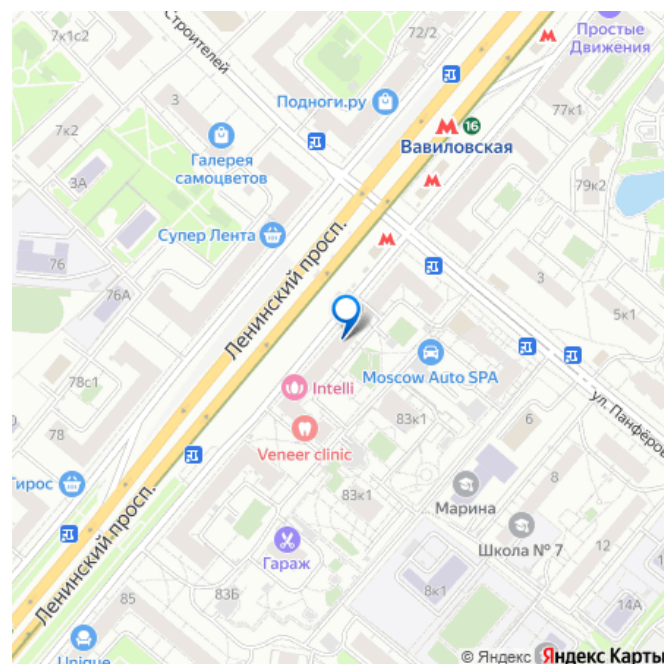 7к1с2
Строителей
72/2
Простые
Движения
3
Подноги.ру
77к1
7к2
16
Вавиловская
Галерея
самоцветов
3А
79к2
Супер Лента
76
Ленинский просп.
3
76А
5к1
Moscow Auto SPA
78с1
Intelli
ул. Панфёров
83к1
6
78
Veneer clinic
Гирос
8
83к1
Марина
Ленинский просп.
Школа № 7
12
Гараж
8к1
85
83Б
14А
Unique
© Яндекс Яндекс Карты